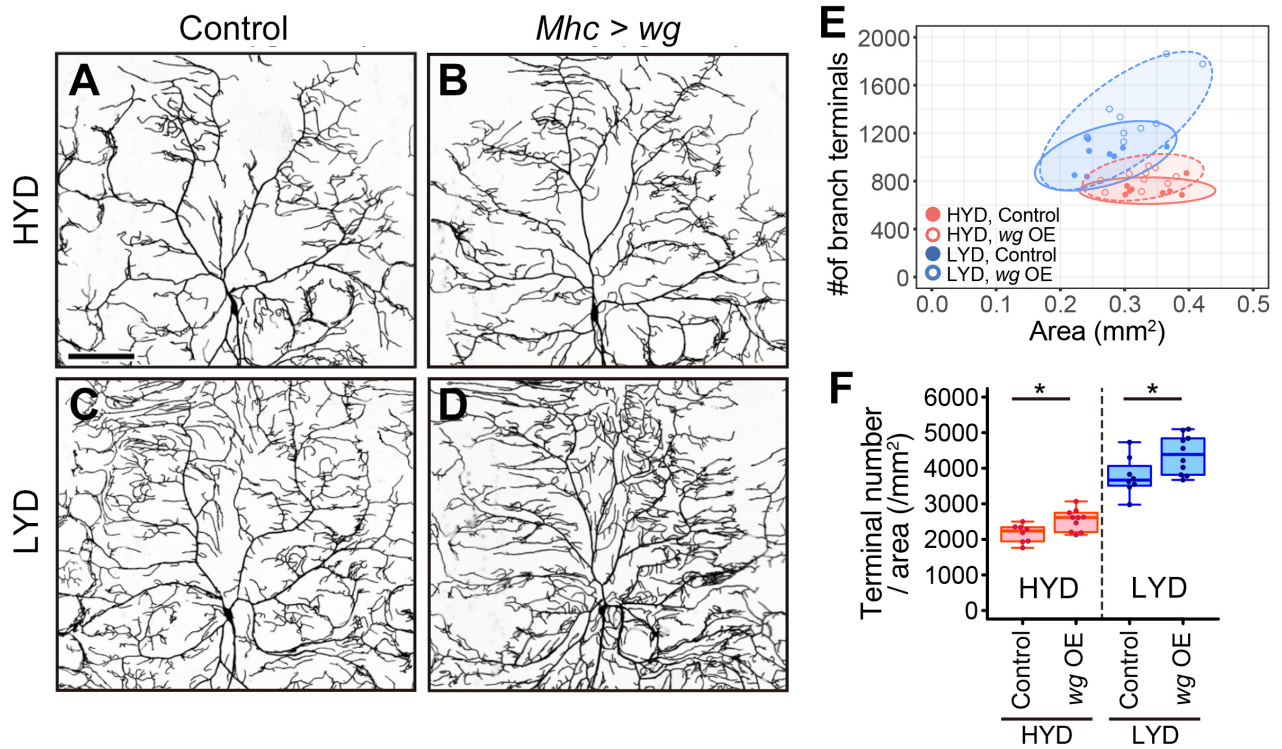 Control
Mhc > wg
HYD
LYD
A
B
C
D
E
#of branch terminals
2000
1600
1200
800
400
0
HYD, Control
HYD, wg OE
LYD, Control
LYD, wg OE
0.0 0.1 0.2 0.3 0.4 0.5
Area (mm²)
F
Terminal number
/ area (/mm²)
6000
5000
4000
3000
2000
1000
0
* *
HYD LYD
Control wg OE Control wg OE
HYD LYD